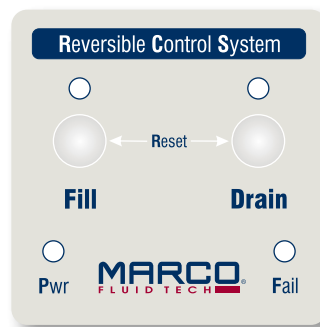 Reversible Control System
Reset
Fill Drain
Pwr MARCO® Fail
FLUID TECH